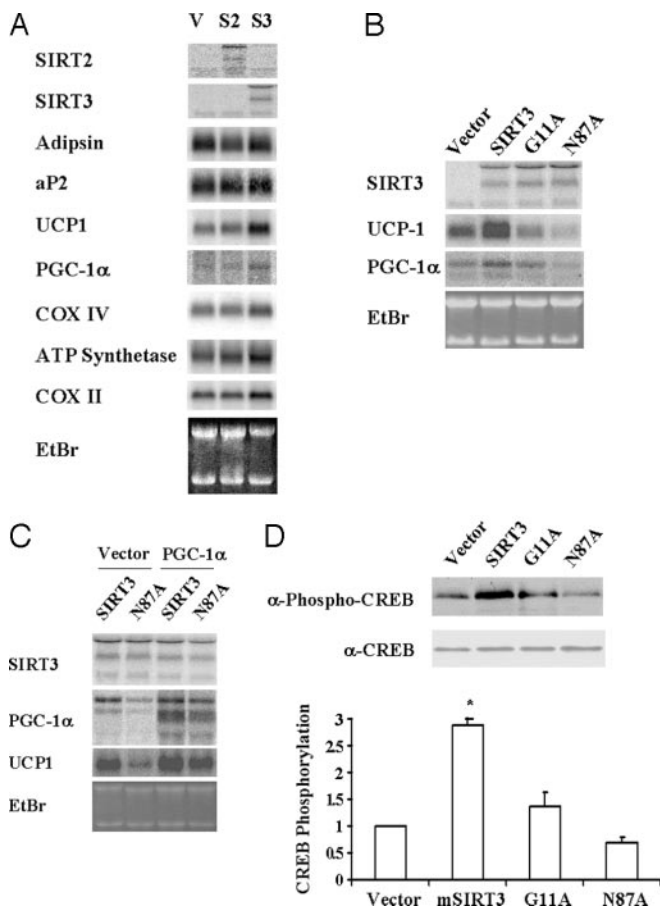 A
V S2 S3
SIRT2
SIRT3
Adipsin
aP2
UCP1
PGC-1α
COX IV
ATP Synthetase
COX II
EtBr
B
Vector SIRT3 G11A N87A
SIRT3
UCP-1
PGC-1α
EtBr
C
Vector PGC-1α
SIRT3 N87A SIRT3 N87A
SIRT3
PGC-1α
UCP1
EtBr
D
Vector SIRT3 G11A N87A
α-Phospho-CREB
α-CREB
CREB Phosphorylation
3
2.5
2
1.5
1
0.5
0
*
Vector mSIRT3 G11A N87A